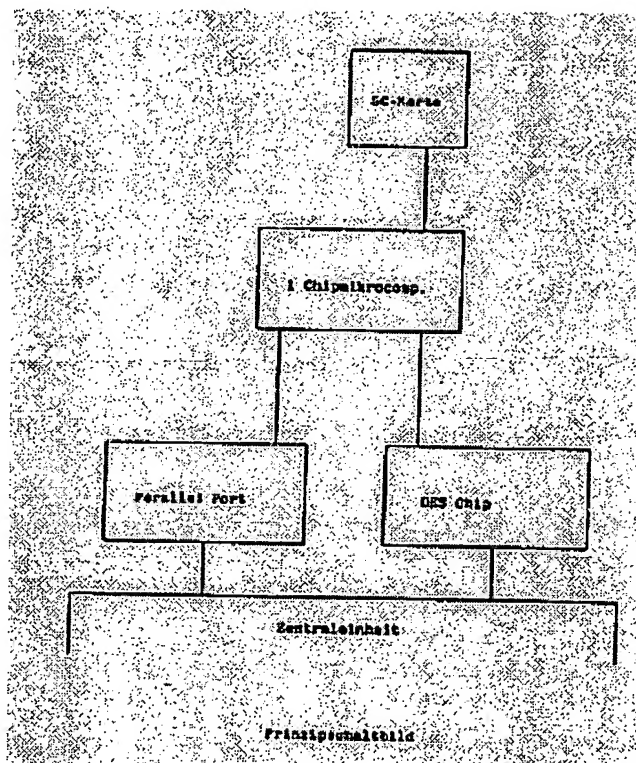 SC-Karte
1 Chipmikrocomp.
Parallel Port
DES Chip
Zentraleinheit
Prinzipschaltbild